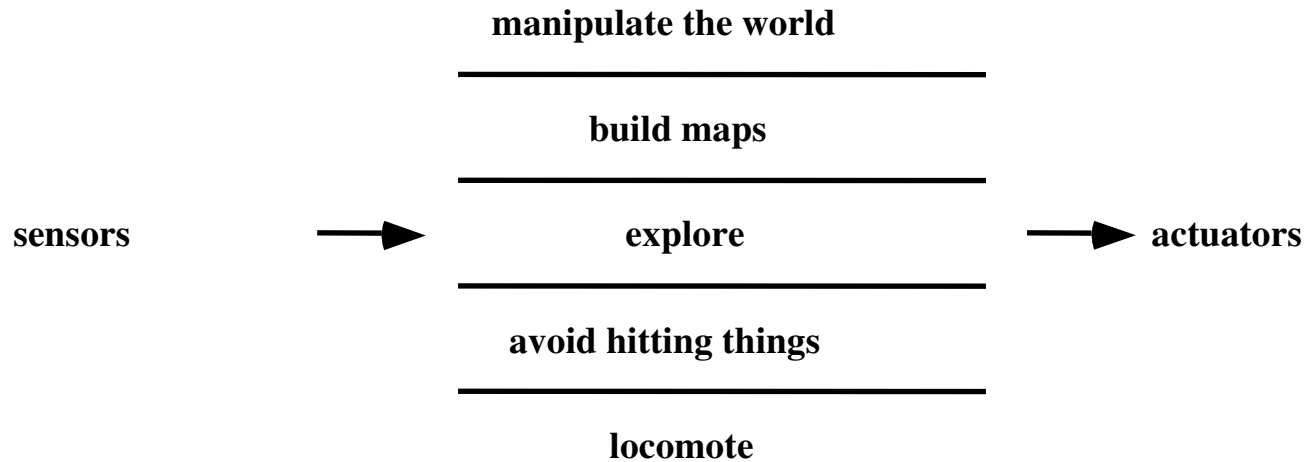 manipulate the world
build maps
sensors
explore
actuators
avoid hitting things
locomote